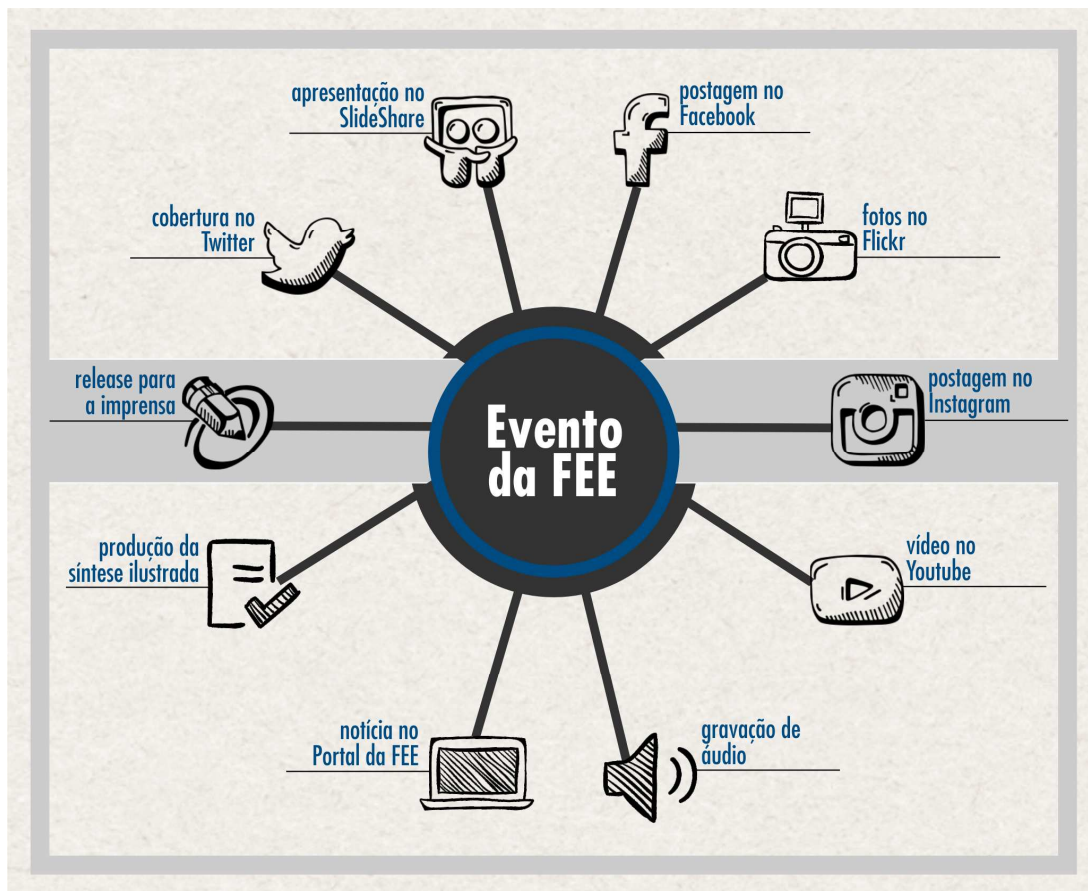 apresentação no
SlideShare
postagem no
Facebook
cobertura no
Twitter
fotos no
Flickr
release para
a imprensa
postagem no
Instagram
Evento
da FEE
produção da
síntese ilustrada
vídeo no
Youtube
notícia no
Portal da FEE
gravação de
áudio